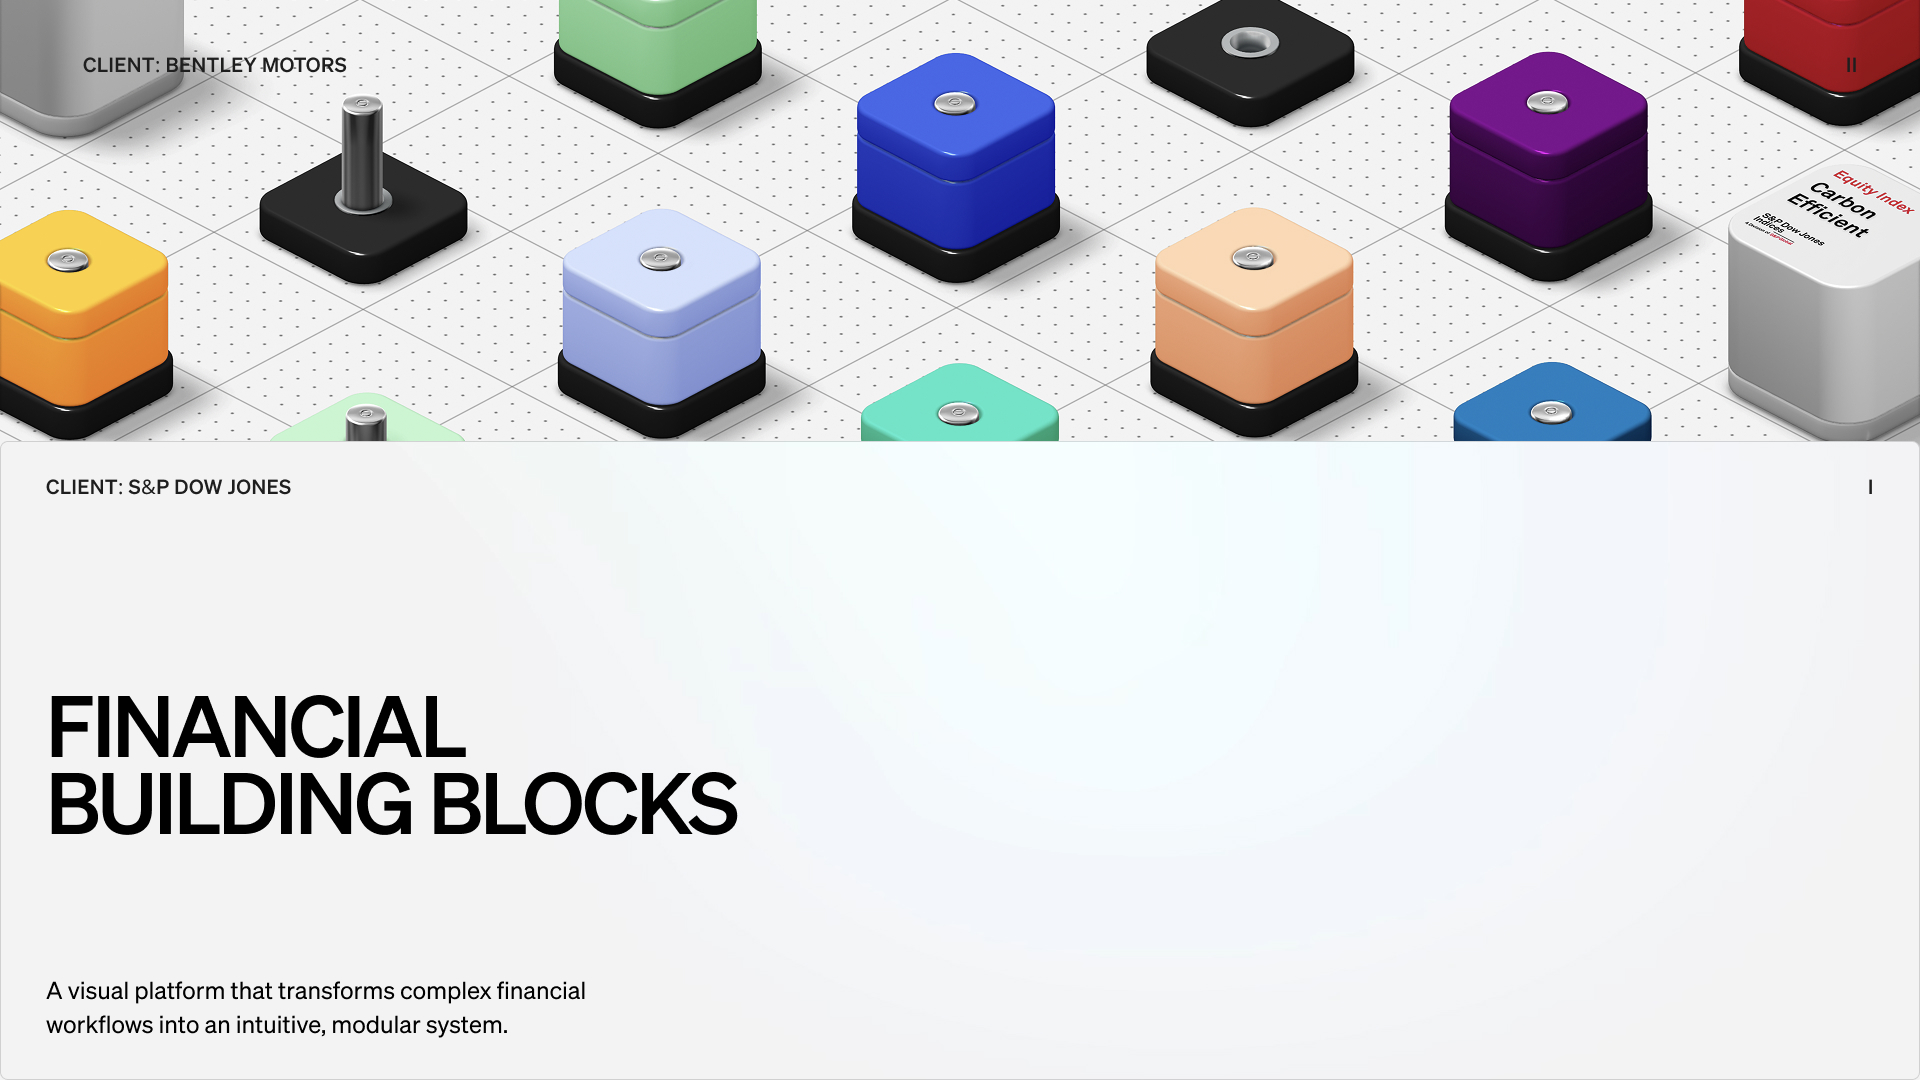 CLIENT: BENTLEY MOTORS
II
Equity Index
Carbon
Efficient
S&P Dow Jones
Indices
CLIENT: S&P DOW JONES
I
FINANCIAL
BUILDING BLOCKS
A visual platform that transforms complex financial
workflows into an intuitive, modular system.